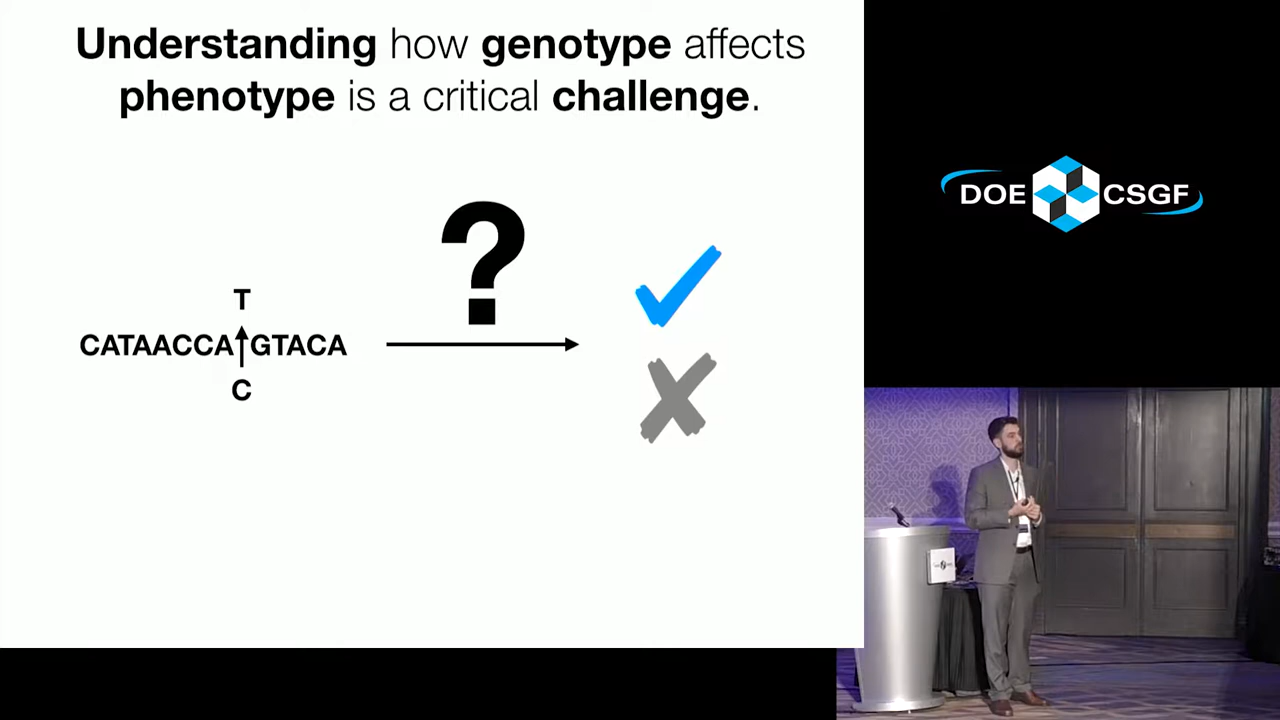 Understanding how genotype affects
phenotype is a critical challenge.
?
T
CATAACCA GTACA
C
DOE CSGF